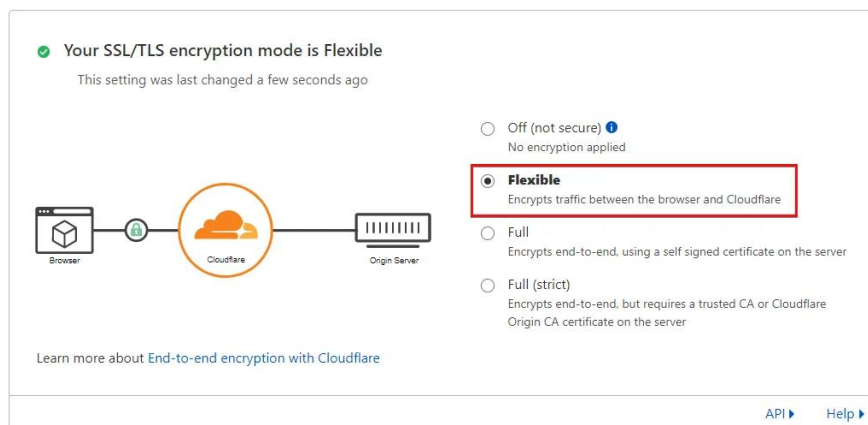 Your SSL/TLS encryption mode is Flexible
This setting was last changed a few seconds ago
Off (not secure)
No encryption applied
Flexible
Encrypts traffic between the browser and Cloudflare
Full
Encrypts end-to-end, using a self signed certificate on the server
Full (strict)
Encrypts end-to-end, but requires a trusted CA or Cloudflare
Origin CA certificate on the server
Browser
Cloudflare
Origin Server
Learn more about End-to-end encryption with Cloudflare
API
Help